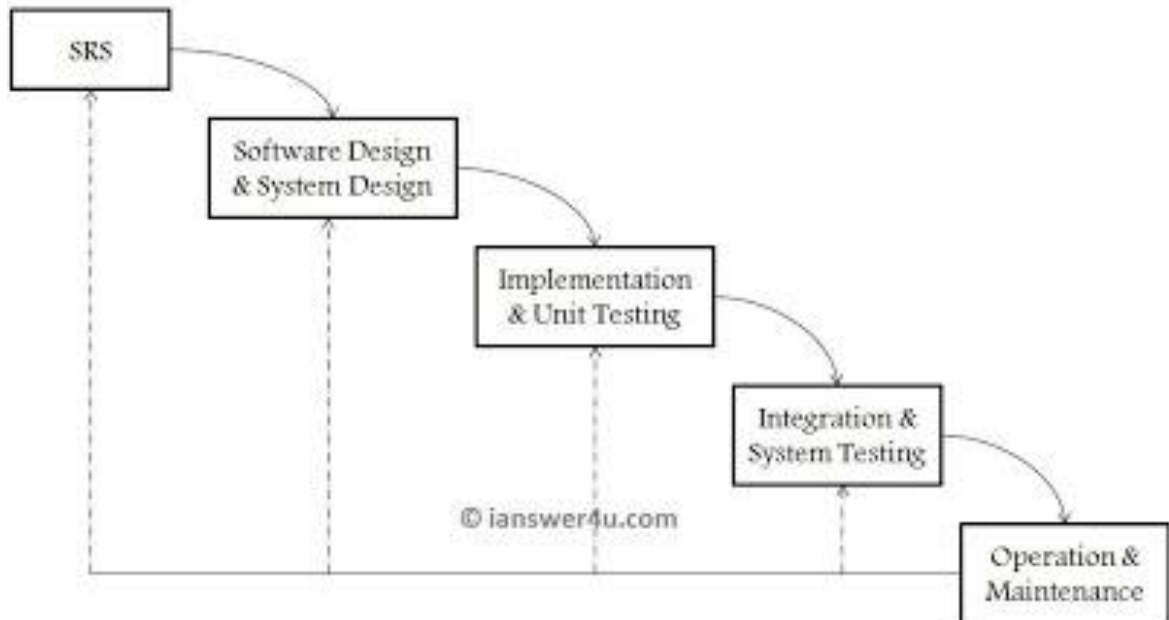 SRS
Software Design
& System Design
Implementation
& Unit Testing
Integration &
System Testing
© ianswer4u.com
Operation &
Maintenance